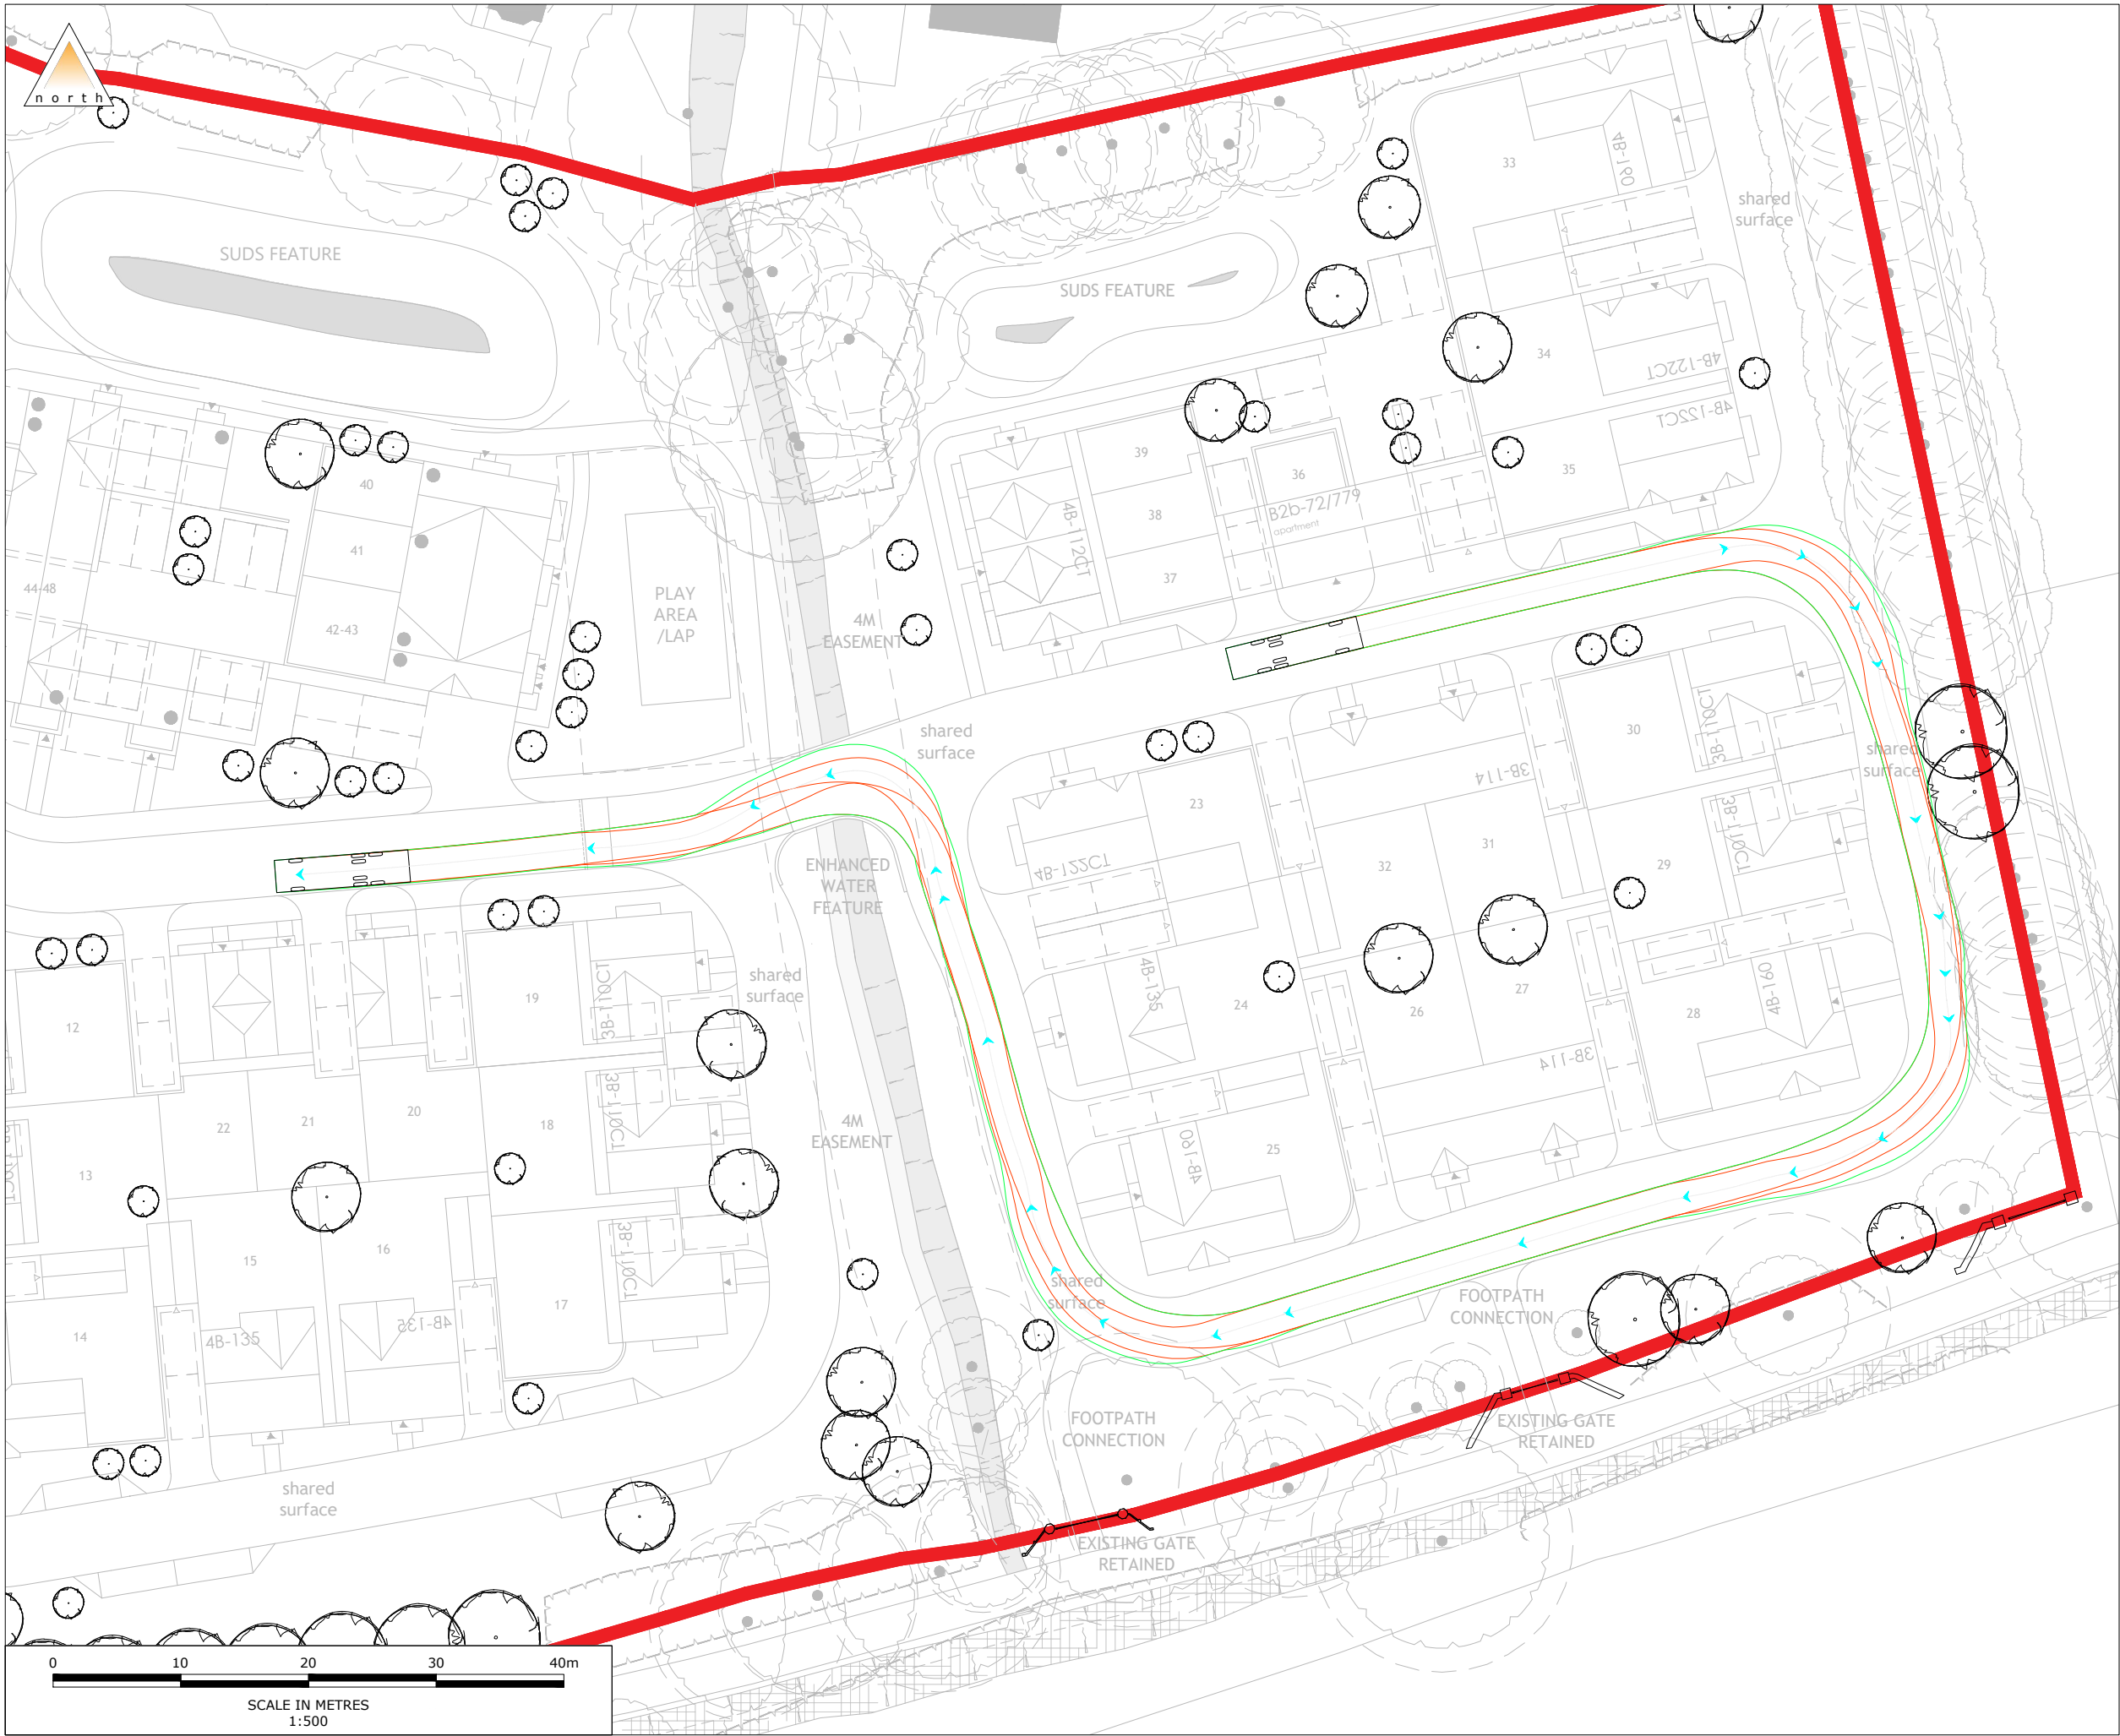 north
SUDS FEATURE
SUDS FEATURE
33
4B-190
shared
surface
34
4B-122CT
4B-122CT
35
39
38
37
4B-112CT
36
B2b-72/779
apartment
40
41
42-43
44-48
PLAY
AREA
/LAP
4M
EASEMENT
shared
surface
30
3B-110CT
shared
surface
3B-110CT
29
3B-114
31
32
23
4B-122CT
ENHANCED
WATER
FEATURE
4B-135
24
26
27
28
4B-190
3B-114
25
4B-190
12
19
3B-110CT
shared
surface
22
21
20
18
3B-110CT
4M
EASEMENT
13
15
16
17
3B-110CT
14
4B-135
4B-135
shared
surface
FOOTPATH
CONNECTION
FOOTPATH
CONNECTION
EXISTING GATE
RETAINED
EXISTING GATE
RETAINED
shared
surface
0 10 20 30 40m
SCALE IN METRES
1:500